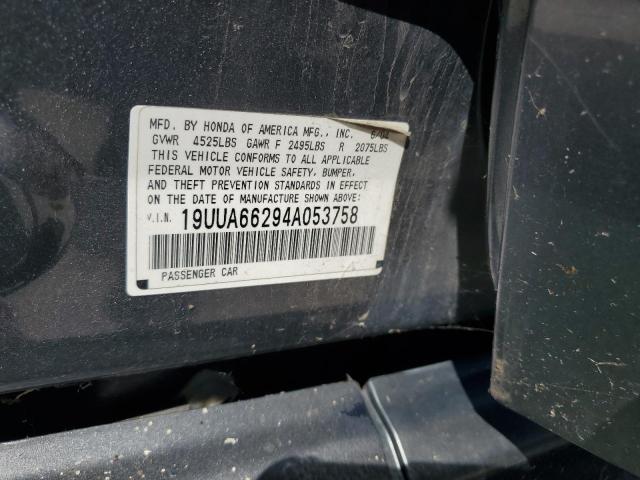 MFD. BY HONDA OF AMERICA MFG., INC. 6/04
GVWR 4525LBS GAWR F 2495LBS R 2075LBS
THIS VEHICLE CONFORMS TO ALL APPLICABLE
FEDERAL MOTOR VEHICLE SAFETY, BUMPER,
AND THEFT PREVENTION STANDARDS IN EFFECT
ON THE DATE OF MANUFACTURE SHOWN ABOVE.
V.I.N. 19UUA66294A053758
PASSENGER CAR